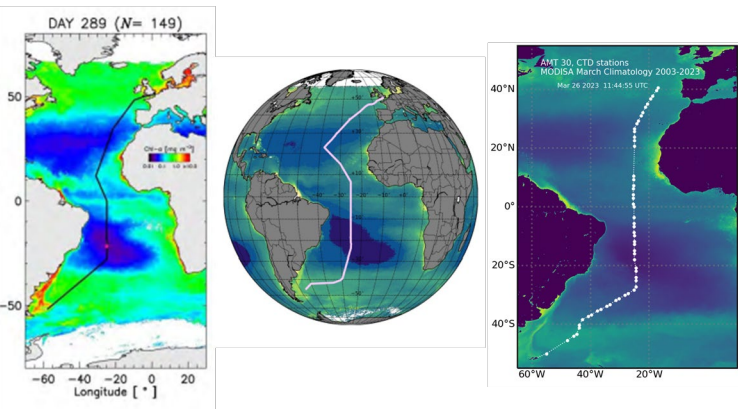 DAY 289 (N= 149)
50
0
−50
Chl-a [mg m⁻³]
0.01 0.1 1.0 >10.0
−60 −40 −20 0 20
Longitude [ ° ]
AMT 30, CTD stations
MODISA March Climatology 2003-2023
Mar 26 2023 11:44:55 UTC
40°N
20°N
0°
20°S
40°S
60°W 40°W 20°W